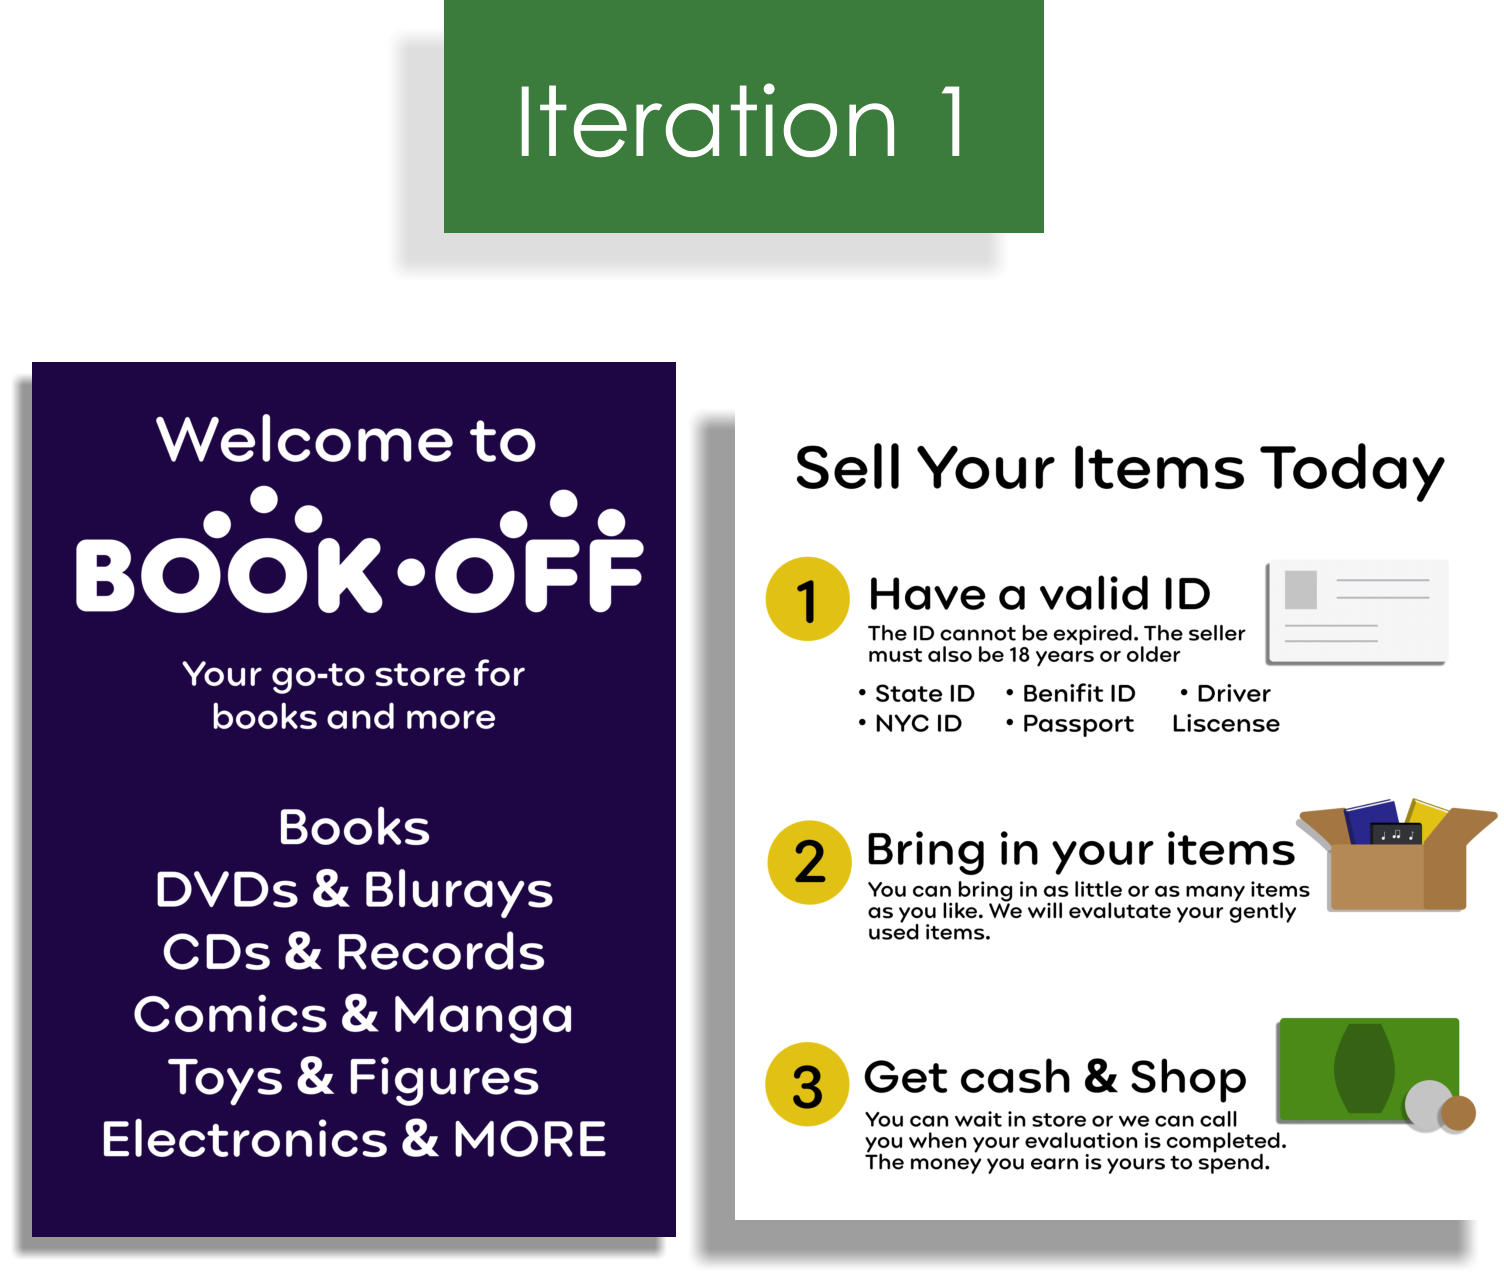 Iteration 1
Welcome to
BOOK•OFF
Your go-to store for
books and more
Books
DVDs & Blurays
CDs & Records
Comics & Manga
Toys & Figures
Electronics & MORE
Sell Your Items Today
1 Have a valid ID
The ID cannot be expired. The seller
must also be 18 years or older
• State ID • Benifit ID • Driver
• NYC ID • Passport Liscense
2 Bring in your items
You can bring in as little or as many items
as you like. We will evalutate your gently
used items.
3 Get cash & Shop
You can wait in store or we can call
you when your evaluation is completed.
The money you earn is yours to spend.